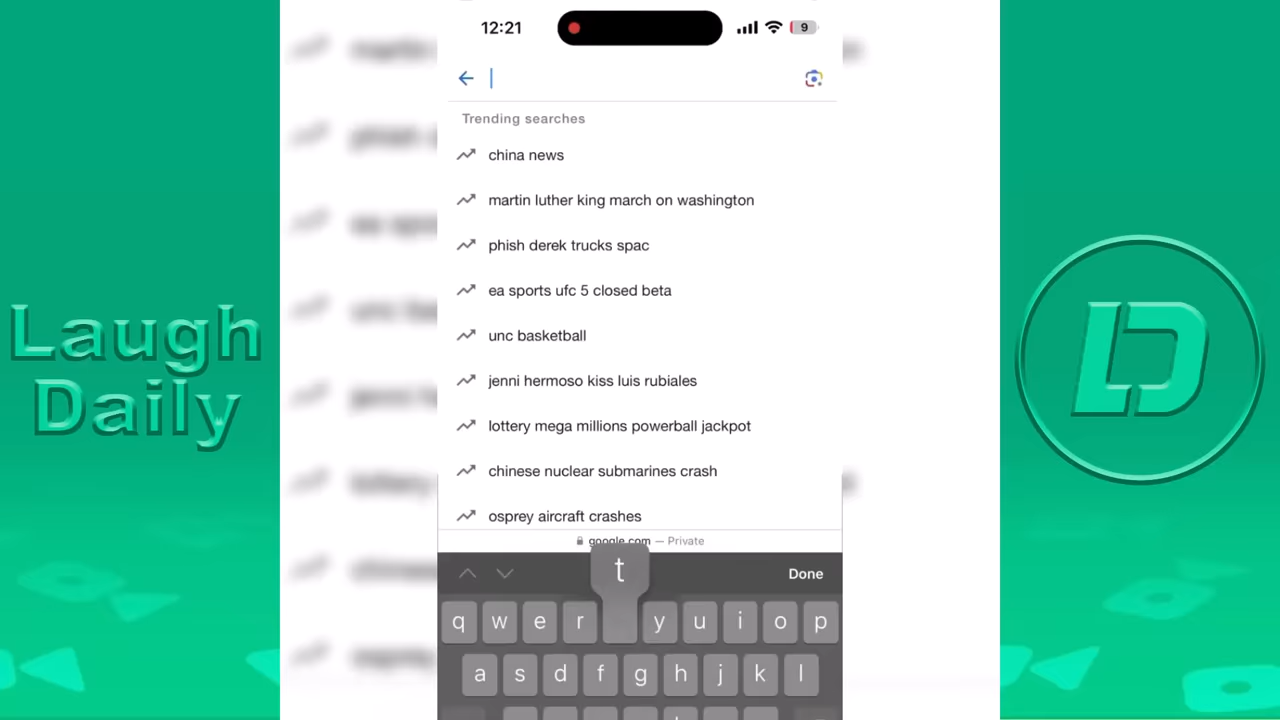 12:21
9
Trending searches
china news
martin luther king march on washington
phish derek trucks spac
ea sports ufc 5 closed beta
unc basketball
jenni hermoso kiss luis rubiales
lottery mega millions powerball jackpot
chinese nuclear submarines crash
osprey aircraft crashes
google.com — Private
t
Done
q w e r y u i o p
a s d f g h j k l
Laugh
Daily
LD